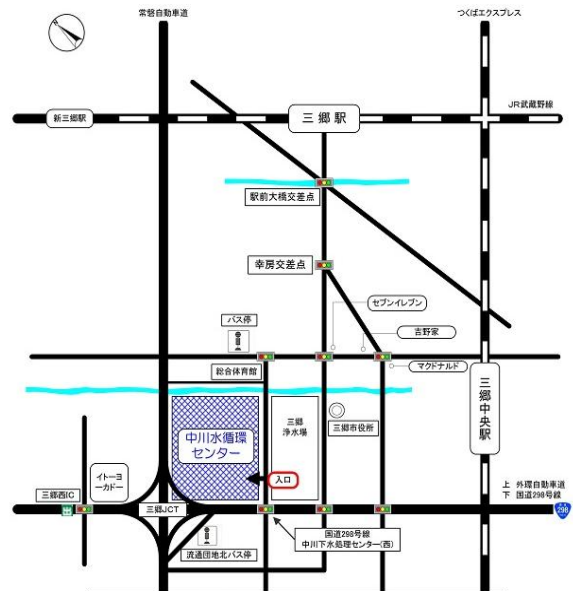 常磐自動車道
つくばエクスプレス
JR武蔵野線
新三郷駅
三郷駅
駅前大橋交差点
幸房交差点
セブンイレブン
バス停
吉野家
総合体育館
マクドナルド
三郷中央駅
中川水循環
センター
三郷
浄水場
三郷市役所
イトーヨ
ーカドー
入口
三郷西IC
三郷JCT
上 外環自動車道
下 国道298号線
298
国道298号線
中川下水処理センター(西)
流通団地北バス停